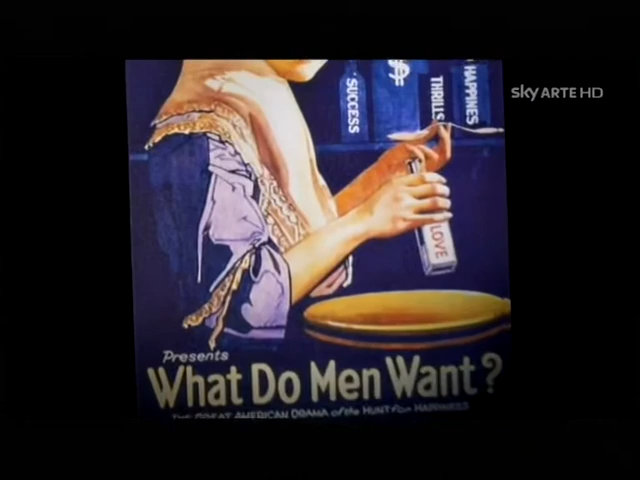 sky ARTE HD
SUCCESS
$
THRILLS
HAPPINES
LOVE
Presents
What Do Men Want?
THE GREAT AMERICAN DRAMA of the HUNT for HAPPINESS